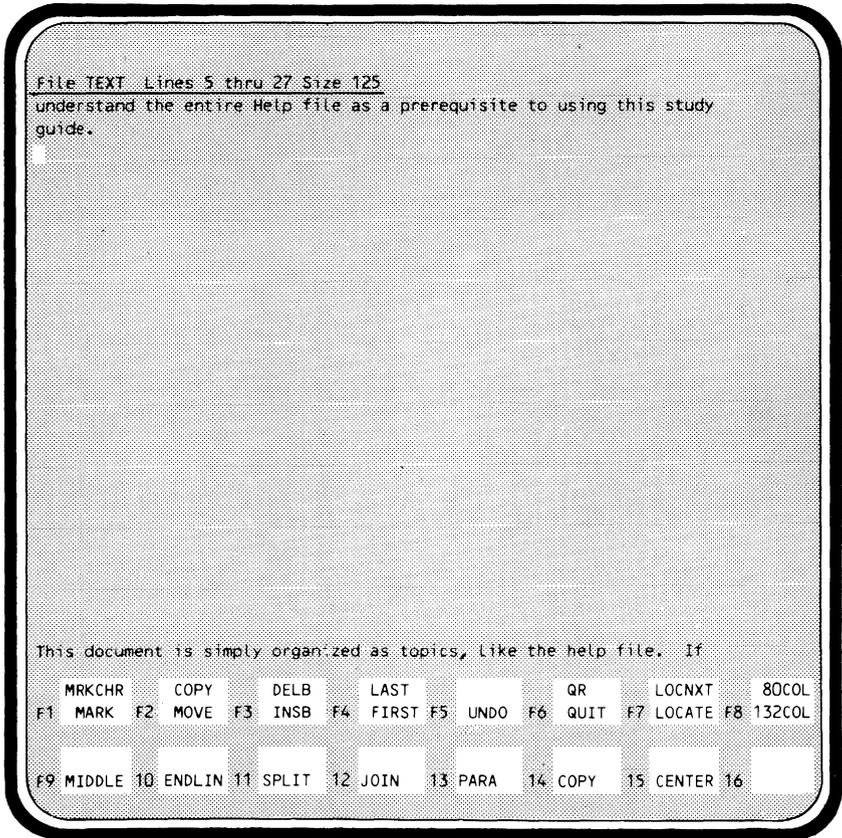 File TEXT  Lines 5 thru 27 Size 125
understand the entire Help file as a prerequisite to using this study
guide.
This document is simply organized as topics, like the help file.  If
MRKCHR COPY DELB LAST QR LOCNXT 80COL
F1 MARK F2 MOVE F3 INSB F4 FIRST F5 UNDO F6 QUIT F7 LOCATE F8 132COL
F9 MIDDLE 10 ENDLIN 11 SPLIT 12 JOIN 13 PARA 14 COPY 15 CENTER 16